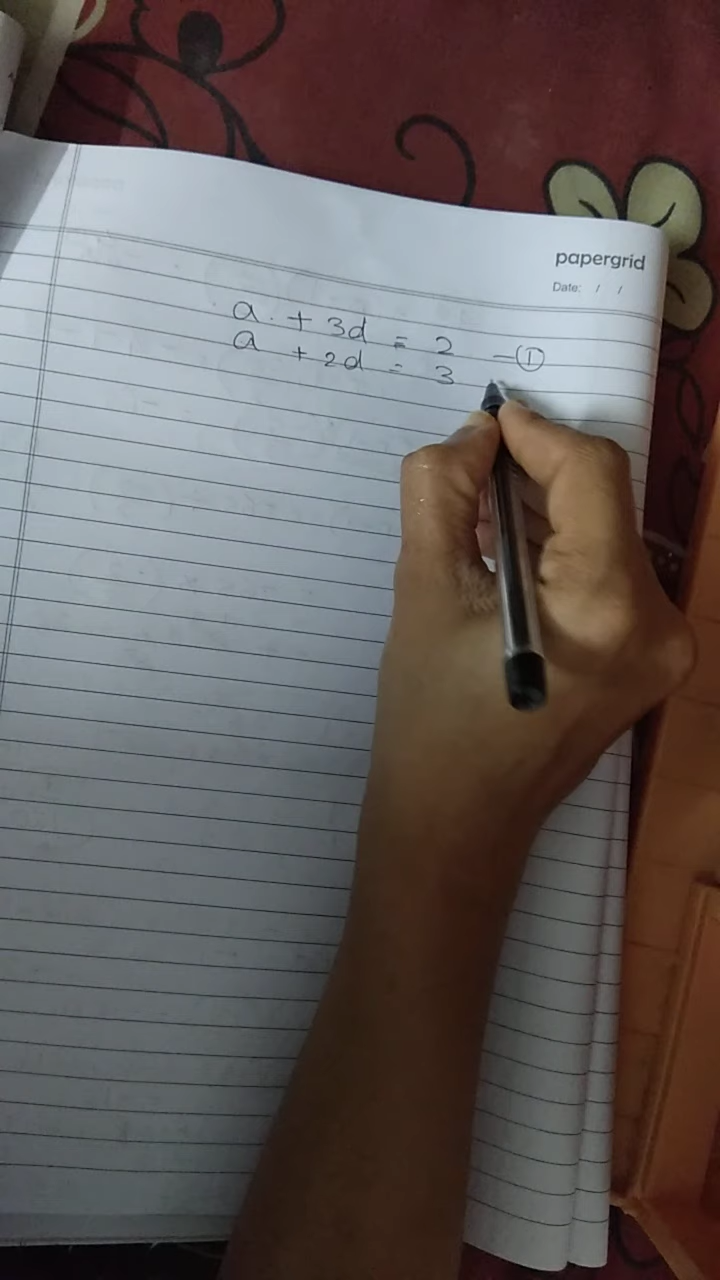 papergrid
Date: / /
a. + 3d = 2 —①
a + 2d = 3